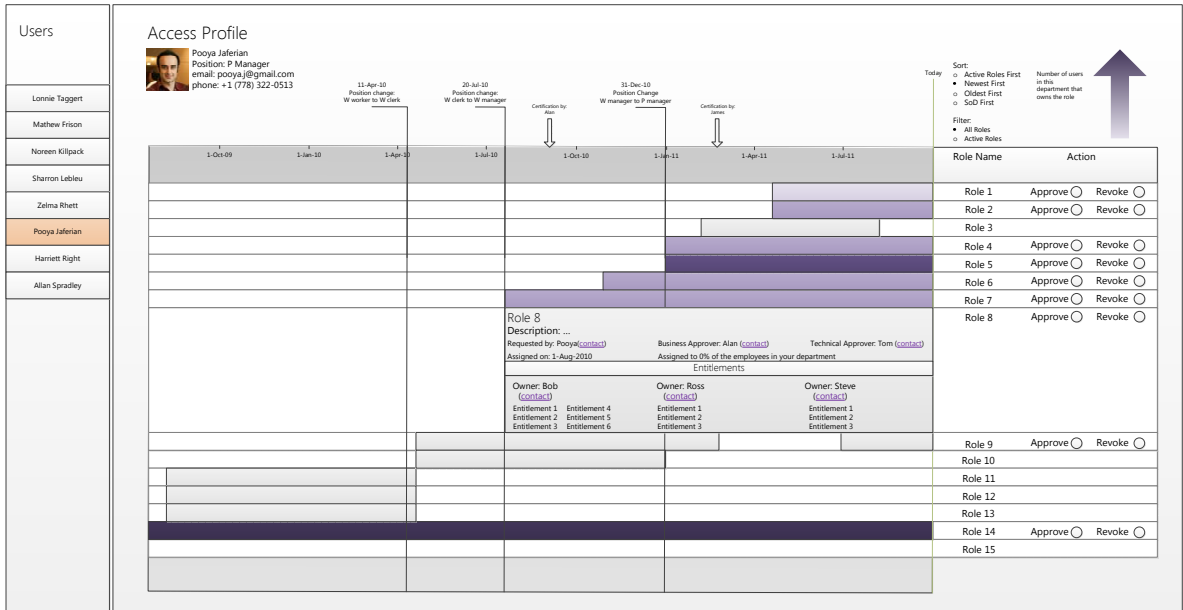 Users
Lonnie Taggert
Mathew Frison
Noreen Killpack
Sharron Lebleu
Zelma Rhett
Pooya Jaferian
Harriett Right
Allan Spradley
Access Profile
Pooya Jaferian
Position: P Manager
email: pooya.j@gmail.com
phone: +1 (778) 322-0513
11-Apr-10
Position change:
W worker to W clerk
20-Jul-10
Position change:
W clerk to W manager
Certification by:
Alan
31-Dec-10
Position Change
W manager to P manager
Certification by:
James
Today
Sort:
Active Roles First
Newest First
Oldest First
SoD First
Filter:
All Roles
Active Roles
Number of users
in this
department that
owns the role
1-Oct-09 1-Jan-10 1-Apr-10 1-Jul-10 1-Oct-10 1-Jan-11 1-Apr-11 1-Jul-11
Role Name Action
Role 1 Approve Revoke
Role 2 Approve Revoke
Role 3
Role 4 Approve Revoke
Role 5 Approve Revoke
Role 6 Approve Revoke
Role 7 Approve Revoke
Role 8 Approve Revoke
Role 8
Description: ...
Requested by: Pooya(contact) Business Approver: Alan (contact) Technical Approver: Tom (contact)
Assigned on: 1-Aug-2010 Assigned to 0% of the employees in your department
Entitlements
Owner: Bob Owner: Ross Owner: Steve
(contact) (contact) (contact)
Entitlement 1 Entitlement 4 Entitlement 1 Entitlement 1
Entitlement 2 Entitlement 5 Entitlement 2 Entitlement 2
Entitlement 3 Entitlement 6 Entitlement 3 Entitlement 3
Role 9 Approve Revoke
Role 10
Role 11
Role 12
Role 13
Role 14 Approve Revoke
Role 15